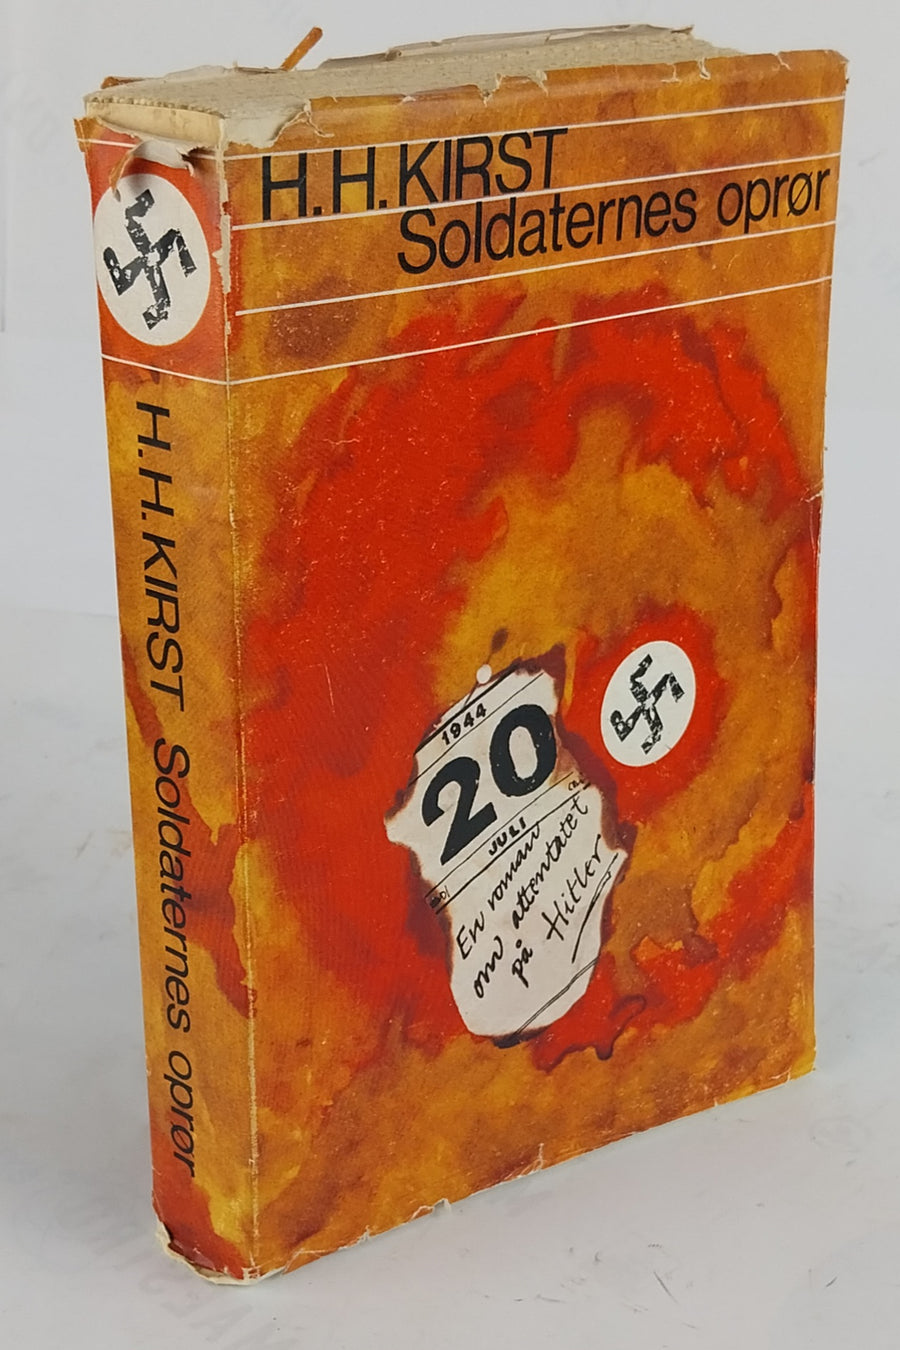 H.H.KIRST
Soldaternes oprør
H.H.KIRST Soldaternes oprør
1944
20
JULI
En roman
om attentatet
på Hitler